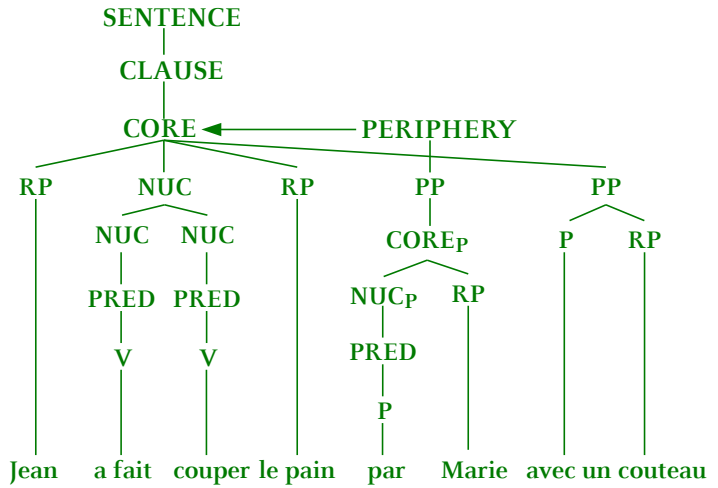 SENTENCE
CLAUSE
CORE PERIPHERY
RP NUC RP PP PP
NUC NUC COREP P RP
PRED PRED NUCP RP
V V PRED
P
Jean a fait couper le pain par Marie avec un couteau